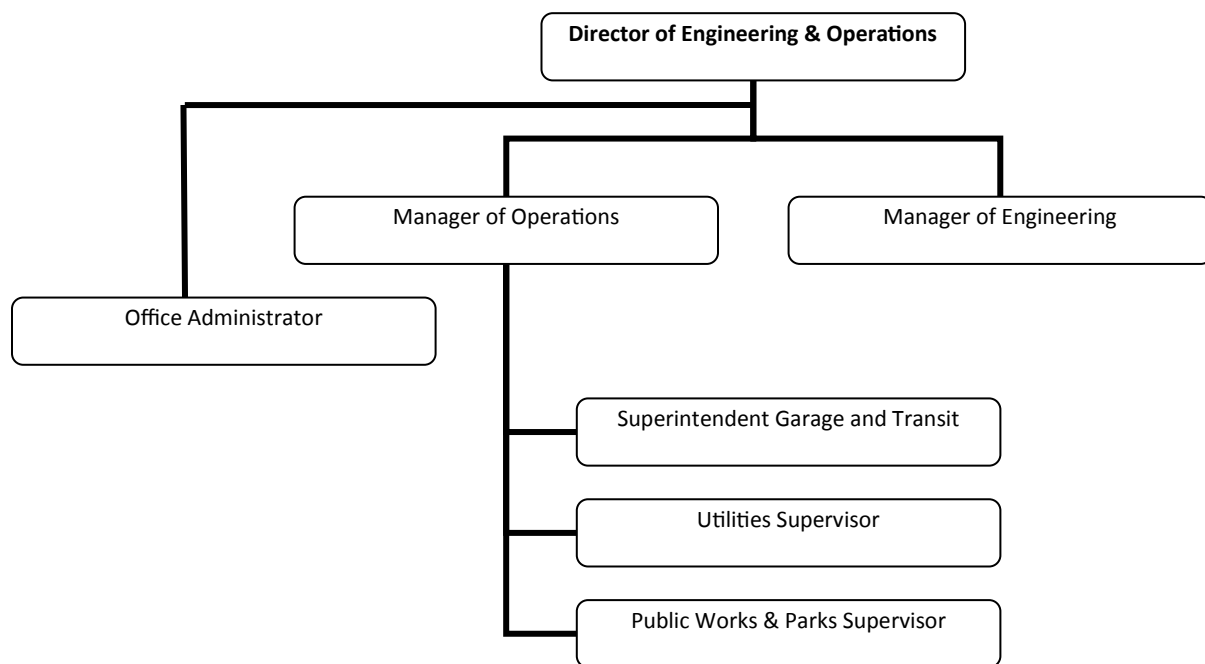 Director of Engineering & Operations
Manager of Operations
Manager of Engineering
Office Administrator
Superintendent Garage and Transit
Utilities Supervisor
Public Works & Parks Supervisor